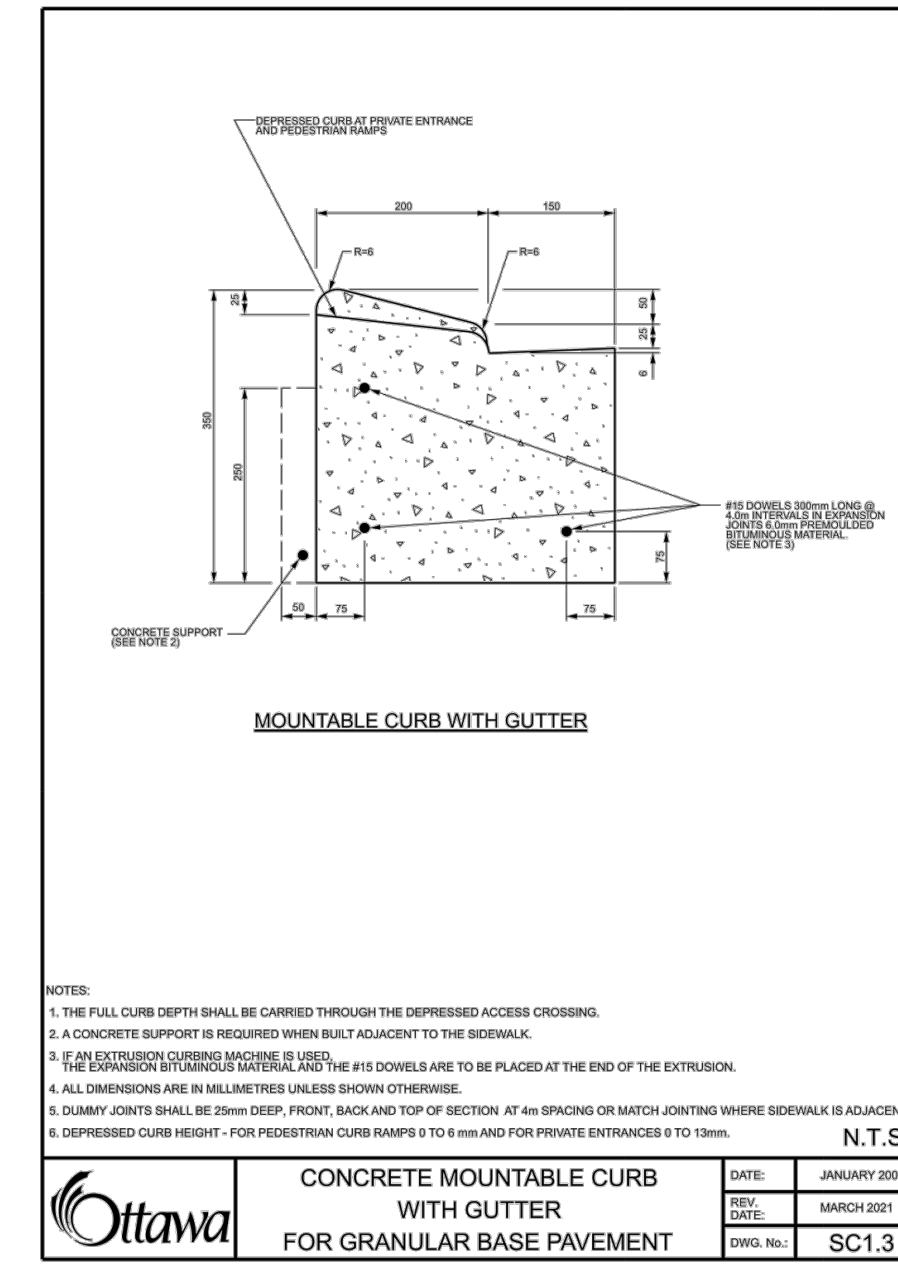 DEPRESSED CURB AT PRIVATE ENTRANCE
AND PEDESTRIAN RAMPS
200
150
R=6
R=6
25
50
25
6
350
250
#15 DOWELS 300mm LONG @
4.0m INTERVALS IN EXPANSION
JOINTS 6.0mm PREMOULDED
BITUMINOUS MATERIAL.
(SEE NOTE 3)
75
50
75
75
CONCRETE SUPPORT
(SEE NOTE 2)
MOUNTABLE CURB WITH GUTTER
NOTES:
1. THE FULL CURB DEPTH SHALL BE CARRIED THROUGH THE DEPRESSED ACCESS CROSSING.
2. A CONCRETE SUPPORT IS REQUIRED WHEN BUILT ADJACENT TO THE SIDEWALK.
3. IF AN EXTRUSION CURBING MACHINE IS USED,
THE EXPANSION BITUMINOUS MATERIAL AND THE #15 DOWELS ARE TO BE PLACED AT THE END OF THE EXTRUSION.
4. ALL DIMENSIONS ARE IN MILLIMETRES UNLESS SHOWN OTHERWISE.
5. DUMMY JOINTS SHALL BE 25mm DEEP, FRONT, BACK AND TOP OF SECTION AT 4m SPACING OR MATCH JOINTING WHERE SIDEWALK IS ADJACEN
6. DEPRESSED CURB HEIGHT - FOR PEDESTRIAN CURB RAMPS 0 TO 6 mm AND FOR PRIVATE ENTRANCES 0 TO 13mm.
N.T.S
Ottawa
CONCRETE MOUNTABLE CURB
WITH GUTTER
FOR GRANULAR BASE PAVEMENT
DATE: JANUARY 200
REV.
DATE: MARCH 2021
DWG. No.: SC1.3